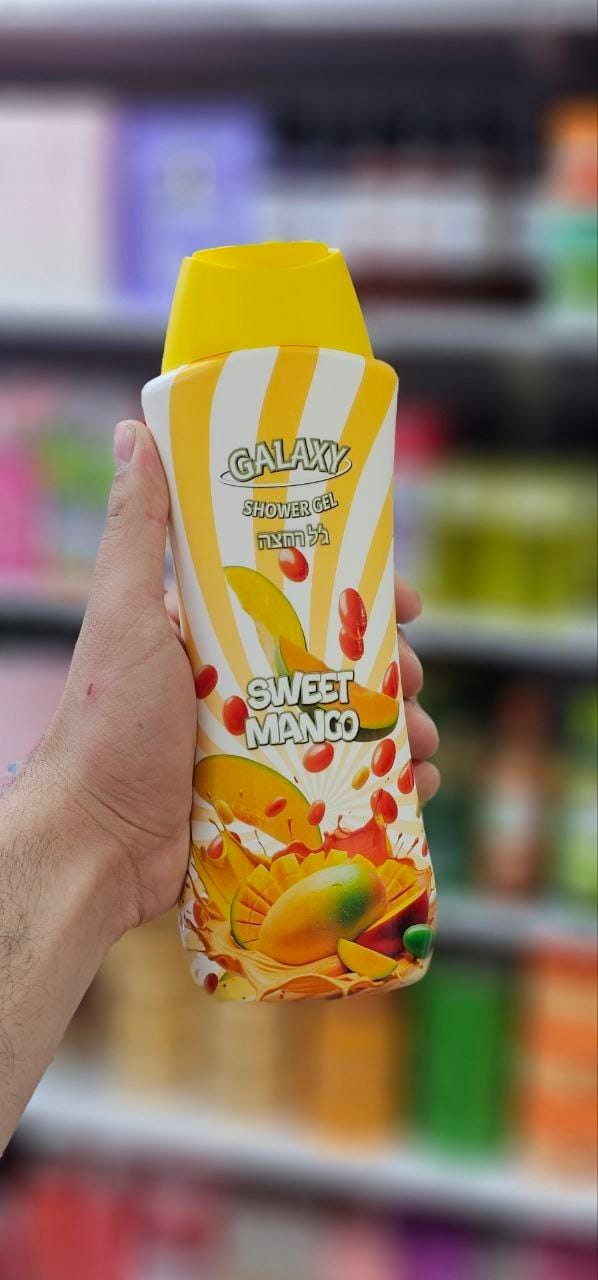 GALAXY
SHOWER GEL
ג'ל רחצה
SWEET
MANGO